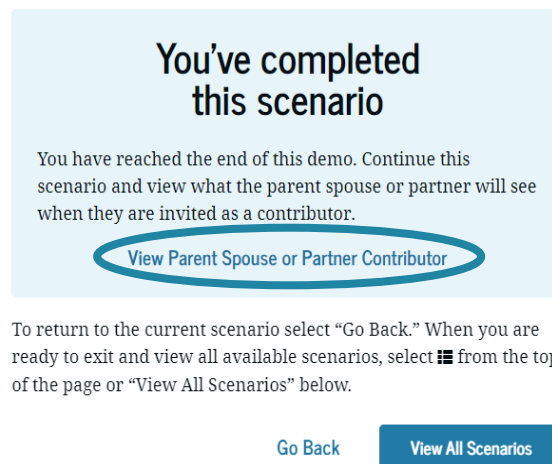 You've completed
this scenario
You have reached the end of this demo. Continue this
scenario and view what the parent spouse or partner will see
when they are invited as a contributor.
View Parent Spouse or Partner Contributor
To return to the current scenario select “Go Back.” When you are
ready to exit and view all available scenarios, select from the top
of the page or “View All Scenarios” below.
Go Back
View All Scenarios